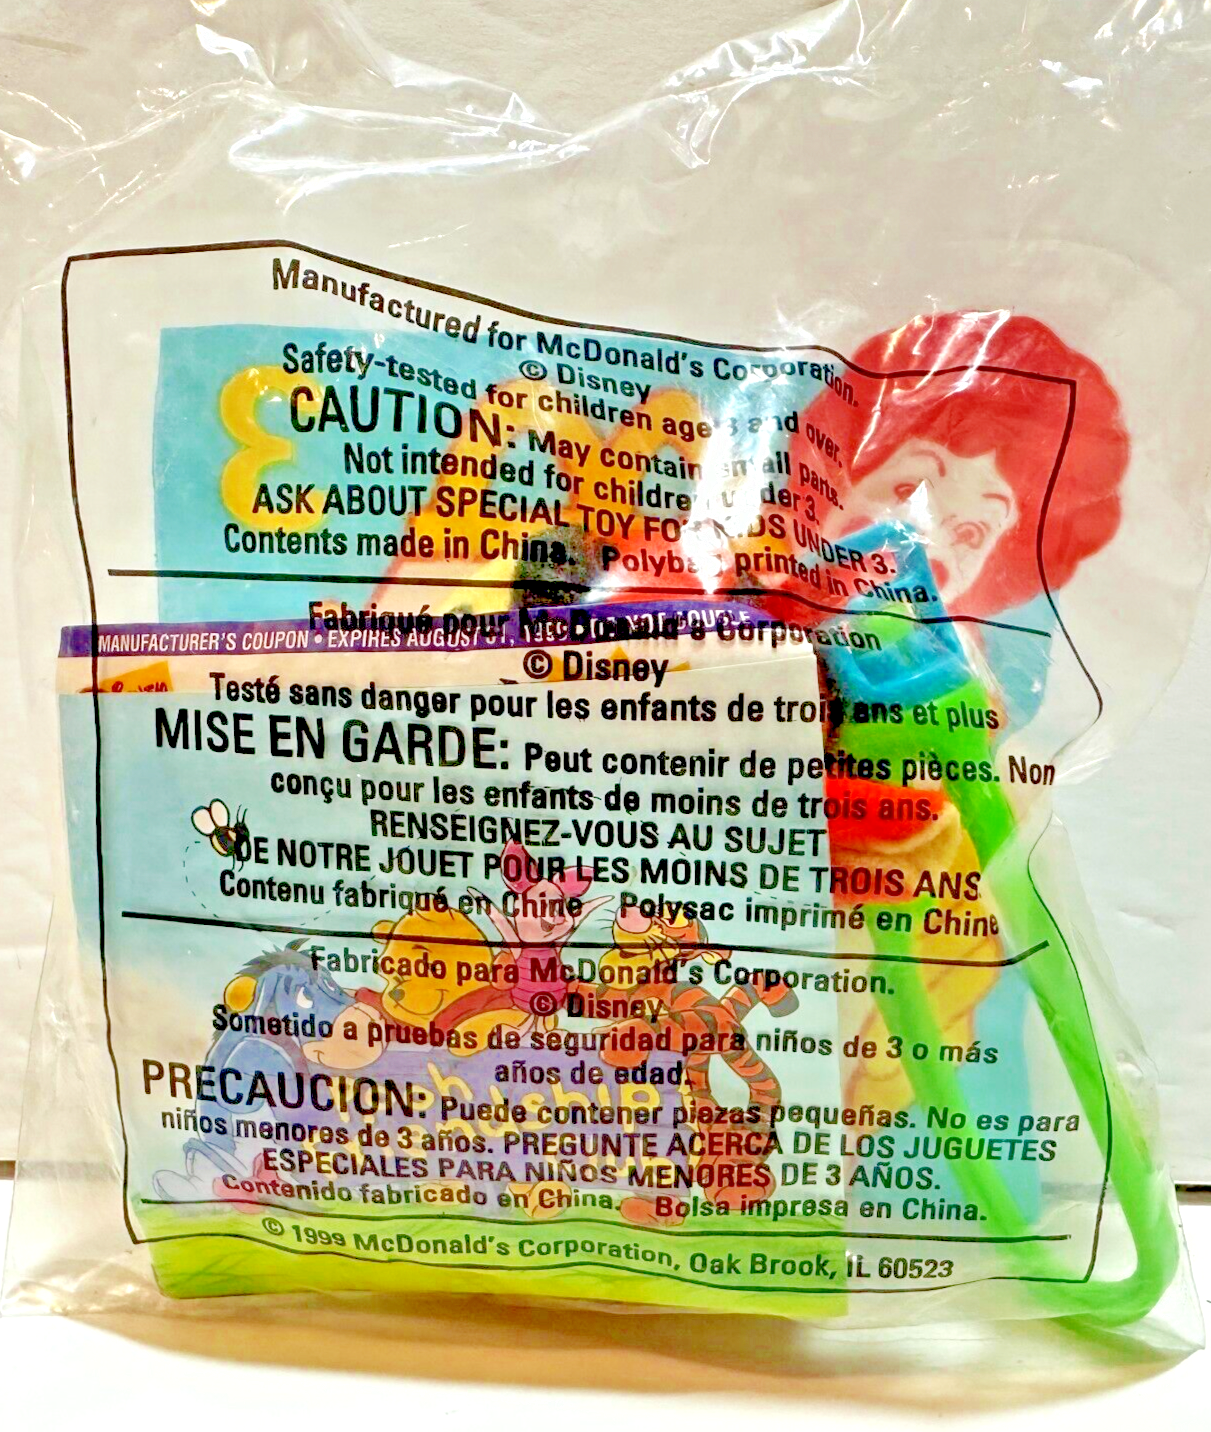 Manufactured for McDonald's Corporation.
© Disney
Safety-tested for children age 3 and over.
CAUTION: May contain small parts.
Not intended for children under 3.
ASK ABOUT SPECIAL TOY FOR KIDS UNDER 3.
Contents made in China. Polybag printed in China.
3
Fabriqué pour McDonald's Corporation
© Disney
MANUFACTURER'S COUPON • EXPIRES AUGUST 31, DO NOT DOUBLE
Testé sans danger pour les enfants de trois ans et plus
MISE EN GARDE: Peut contenir de petites pièces. Non
conçu pour les enfants de moins de trois ans.
RENSEIGNEZ-VOUS AU SUJET
DE NOTRE JOUET POUR LES MOINS DE TROIS ANS
Contenu fabriqué en Chine Polysac imprimé en Chine
Fabricado para McDonald's Corporation.
© Disney
Sometido a pruebas de seguridad para niños de 3 o más
años de edad.
PRECAUCION: Puede contener piezas pequeñas. No es para
niños menores de 3 años. PREGUNTE ACERCA DE LOS JUGUETES
ESPECIALES PARA NIÑOS MENORES DE 3 AÑOS.
Contenido fabricado en China. Bolsa impresa en China.
© 1999 McDonald's Corporation, Oak Brook, IL 60523